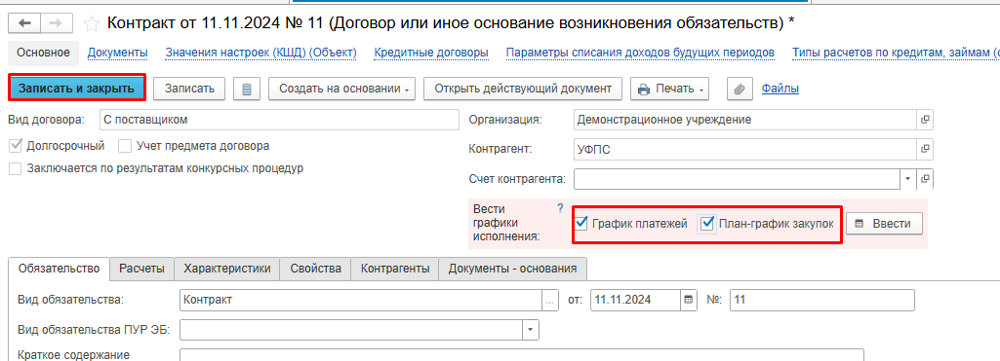 Контракт от 11.11.2024 № 11 (Договор или иное основание возникновения обязательств) *
Основное Документы Значения настроек (КШД) (Объект) Кредитные договоры Параметры списания доходов будущих периодов Типы расчетов по кредитам, займам (о
Записать и закрыть Записать Создать на основании Открыть действующий документ Печать Файлы
Вид договора: С поставщиком Организация: Демонстрационное учреждение
Долгосрочный Учет предмета договора Контрагент: УФПС
Заключается по результатам конкурсных процедур
Счет контрагента:
Вести
графики
исполнения:
? График платежей План-график закупок Ввести
Обязательство Расчеты Характеристики Свойства Контрагенты Документы - основания
Вид обязательства: Контракт ... от: 11.11.2024 №: 11
Вид обязательства ПУР ЭБ:
Краткое содержание